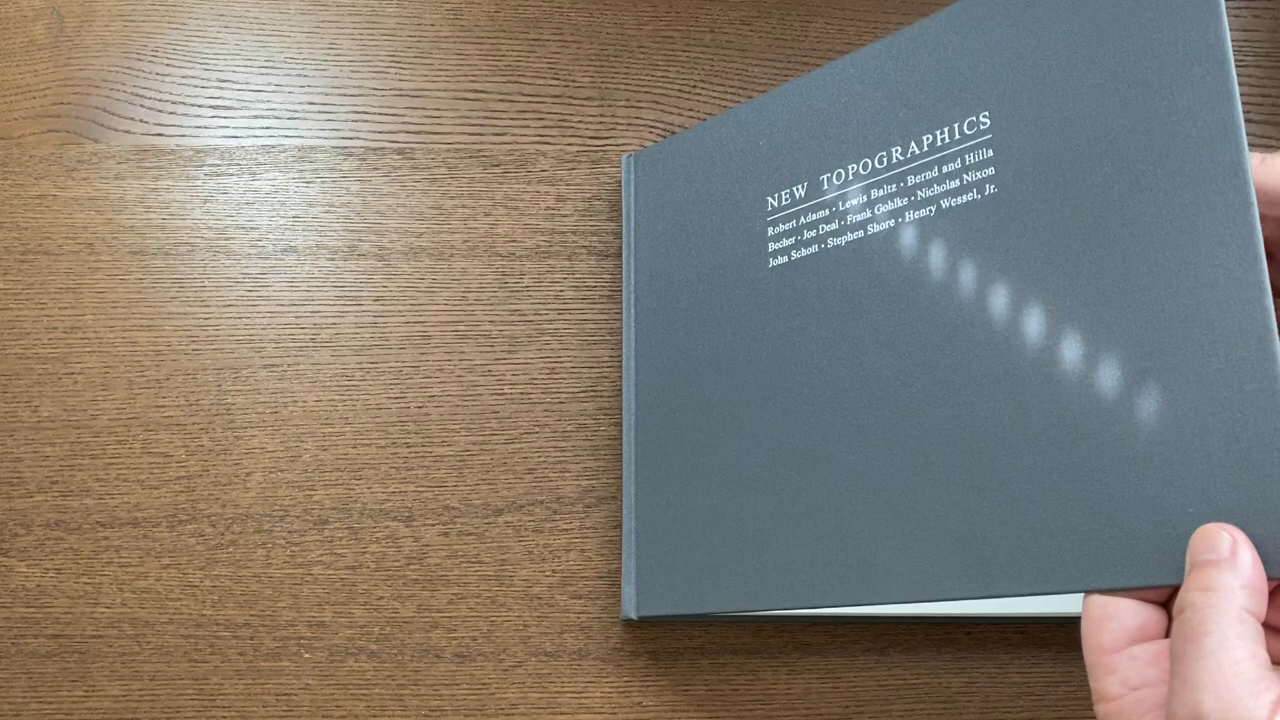 NEW TOPOGRAPHICS
Robert Adams • Lewis Baltz • Bernd and Hilla
Becher • Joe Deal • Frank Gohlke • Nicholas Nixon
John Schott • Stephen Shore • Henry Wessel, Jr.